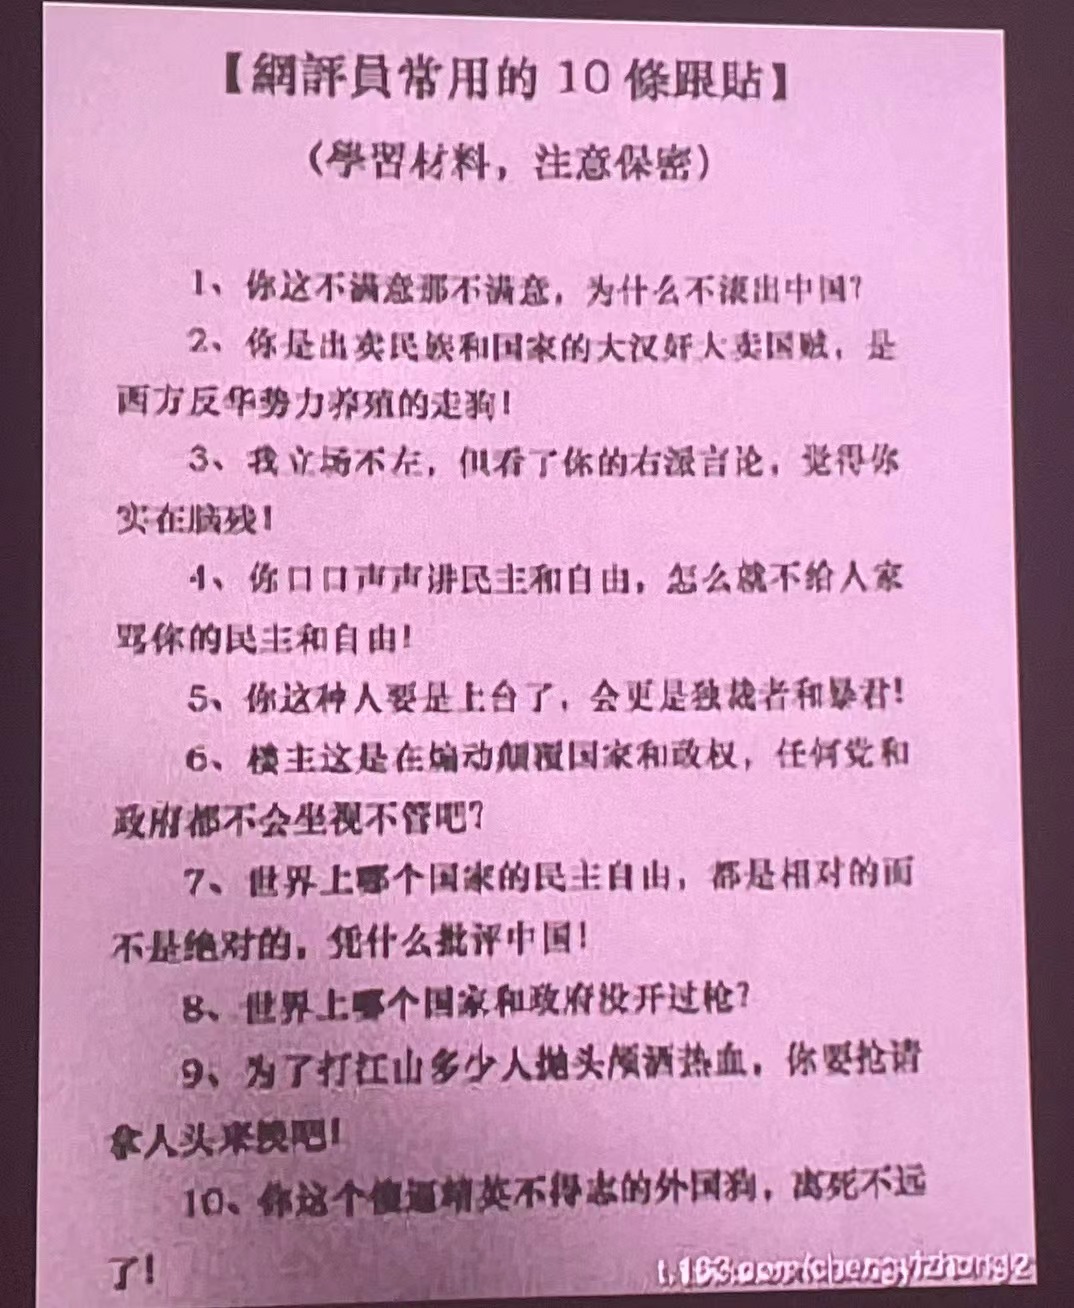 【網評員常用的 10 條跟貼】
(學習材料，注意保密)
1、你这不满意那不满意，为什么不滚出中国?
2、你是出卖民族和国家的大汉奸大卖国贼，是
西方反华势力养殖的走狗!
3、我立场不左，但看了你的右派言论，觉得你
实在脑残!
4、你口口声声讲民主和自由，怎么就不给人家
骂你的民主和自由!
5、你这种人要是上台了，会更是独裁者和暴君!
6、楼主这是在煽动颠覆国家和政权，任何党和
政府都不会坐视不管吧?
7、世界上哪个国家的民主自由，都是相对的而
不是绝对的，凭什么批评中国!
8、世界上哪个国家和政府没开过枪?
9、为了打江山多少人抛头颅洒热血，你要抢请
拿人头来换吧!
10、你这个傻逼精英不得志的外国狗，离死不远
了!
t.163.com/chengyizhong2